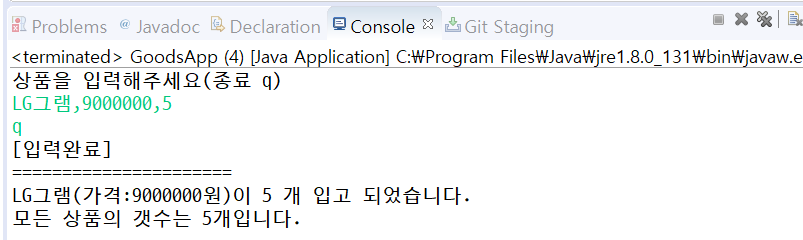 Problems @ Javadoc Declaration Console Git Staging
<terminated> GoodsApp (4) [Java Application] C:₩Program Files₩Java₩jre1.8.0_131₩bin₩javaw.e
상품을 입력해주세요(종료 q)
LG그램,9000000,5
q
[입력완료]
======================
LG그램(가격:9000000원)이 5 개 입고 되었습니다.
모든 상품의 갯수는 5개입니다.